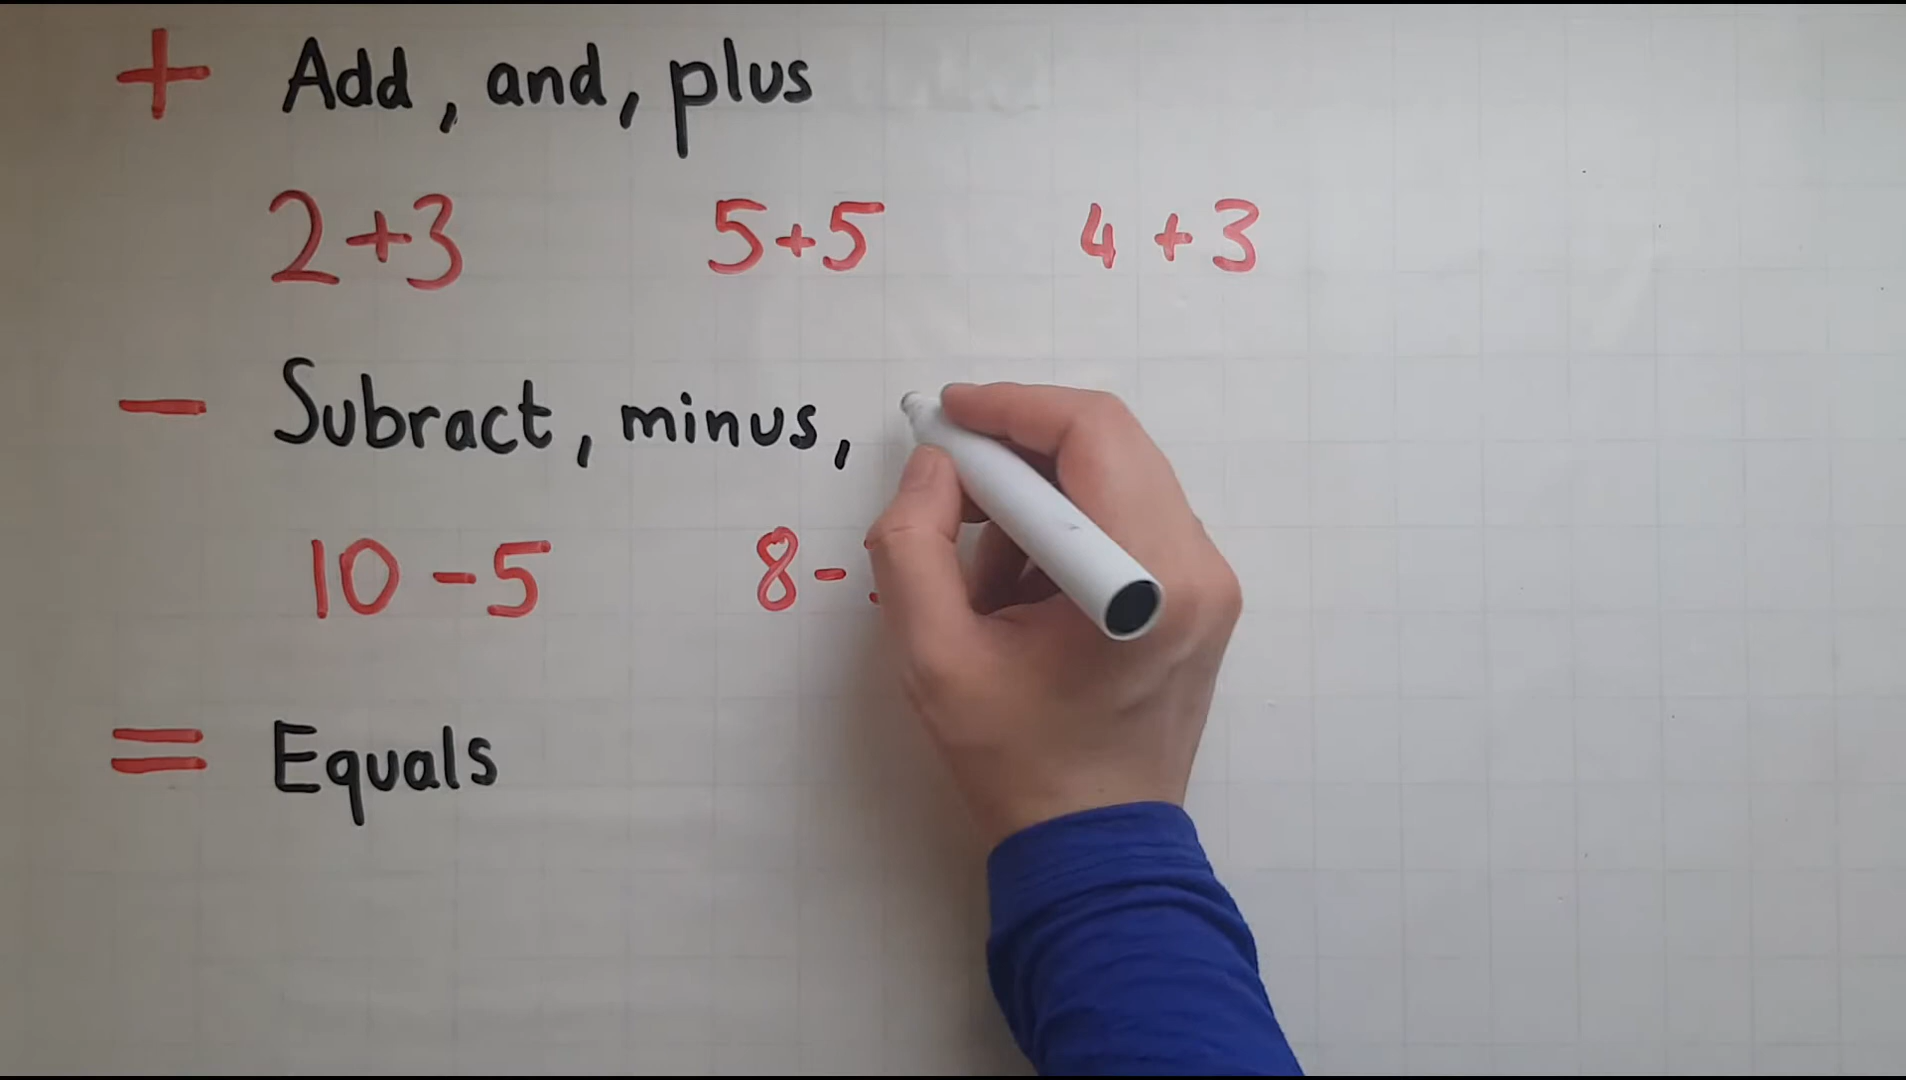 + Add, and, plus
2+3 5+5 4+3
- Subract, minus,
10-5 8-
= Equals